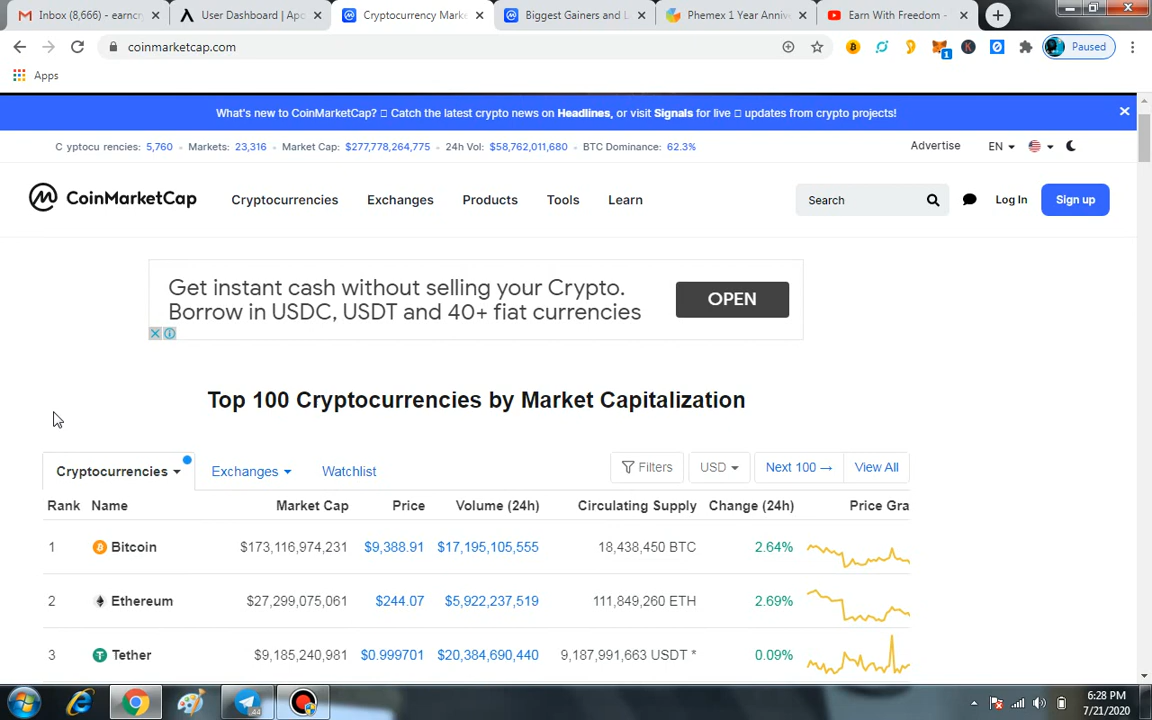 Inbox (8,666) - earncry
User Dashboard | Apo
Cryptocurrency Marke
Biggest Gainers and L
Phemex 1 Year Annive
Earn With Freedom -
coinmarketcap.com
1
K
Paused
Apps
What's new to CoinMarketCap? Catch the latest crypto news on Headlines, or visit Signals for live updates from crypto projects!
C yptocu rencies: 5,760 Markets: 23,316 Market Cap: $277,778,264,775 24h Vol: $58,762,011,680 BTC Dominance: 62.3%
Advertise
EN
CoinMarketCap
Cryptocurrencies Exchanges Products Tools Learn
Search
Log In
Sign up
Get instant cash without selling your Crypto.
Borrow in USDC, USDT and 40+ fiat currencies
OPEN
Top 100 Cryptocurrencies by Market Capitalization
Cryptocurrencies Exchanges Watchlist
Filters USD Next 100 → View All
Rank Name Market Cap Price Volume (24h) Circulating Supply Change (24h) Price Gra
1 Bitcoin $173,116,974,231 $9,388.91 $17,195,105,555 18,438,450 BTC 2.64%
2 Ethereum $27,299,075,061 $244.07 $5,922,237,519 111,849,260 ETH 2.69%
3 Tether $9,185,240,981 $0.999701 $20,384,690,440 9,187,991,663 USDT * 0.09%
44
6:28 PM
7/21/2020